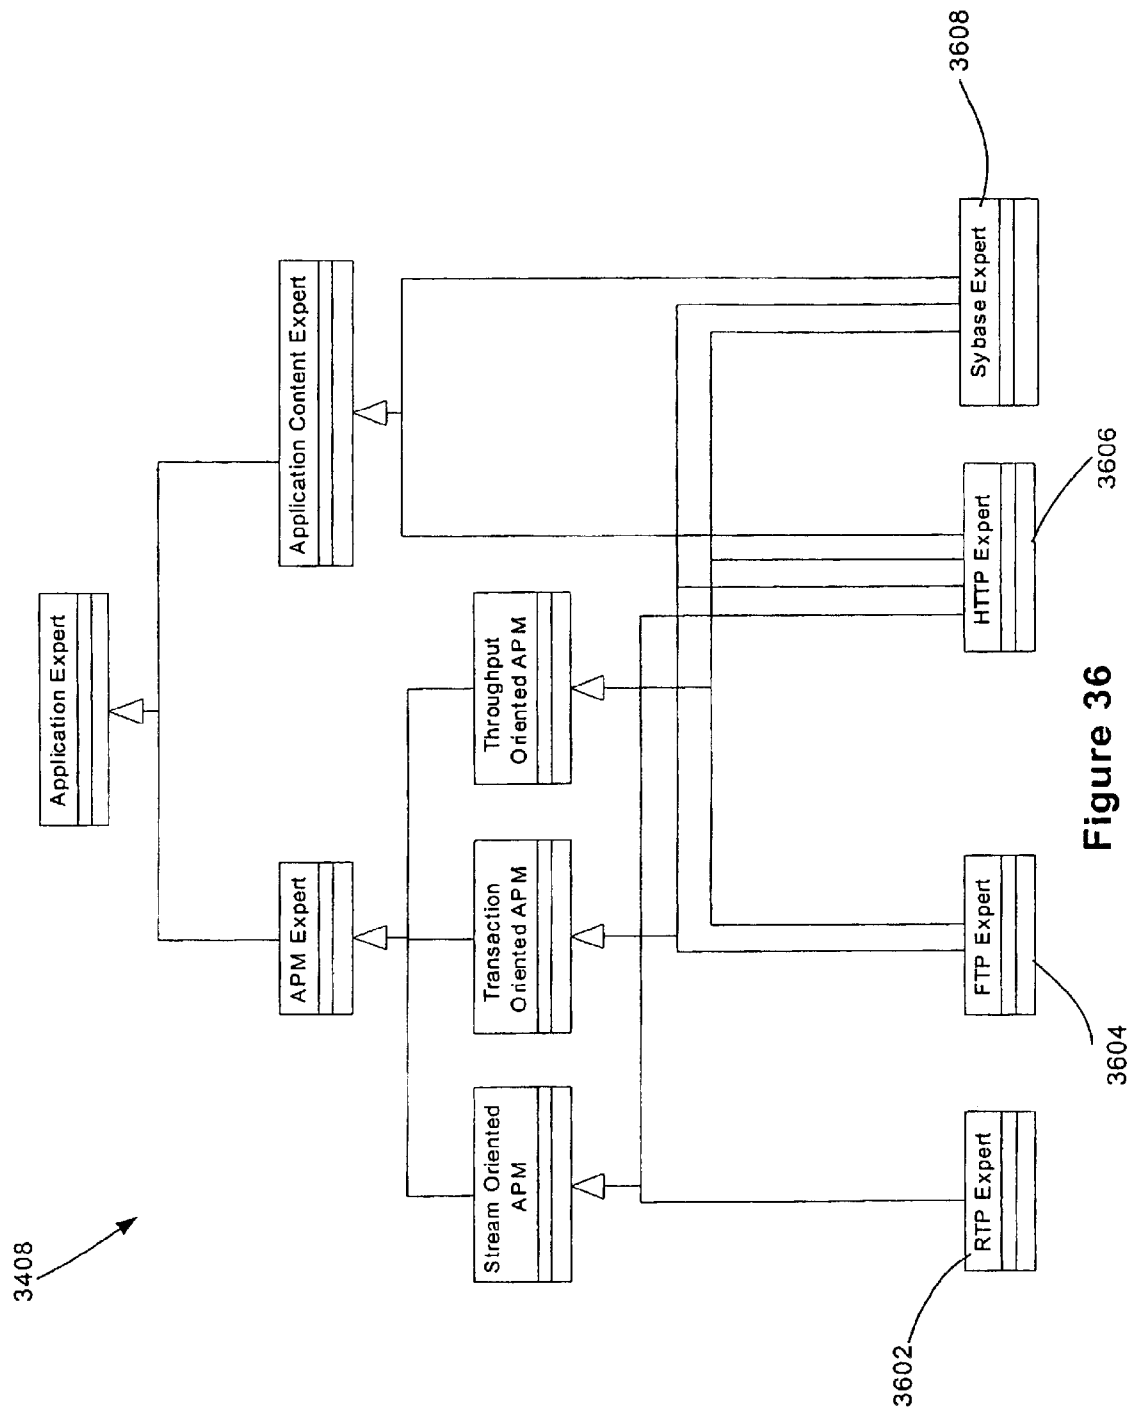 3408
Application Expert
APM Expert
Application Content Expert
Stream Oriented
APM
Transaction
Oriented APM
Throughput
Oriented APM
RTP Expert
FTP Expert
HTTP Expert
Sybase Expert
3602
3604
3606
3608
Figure 36